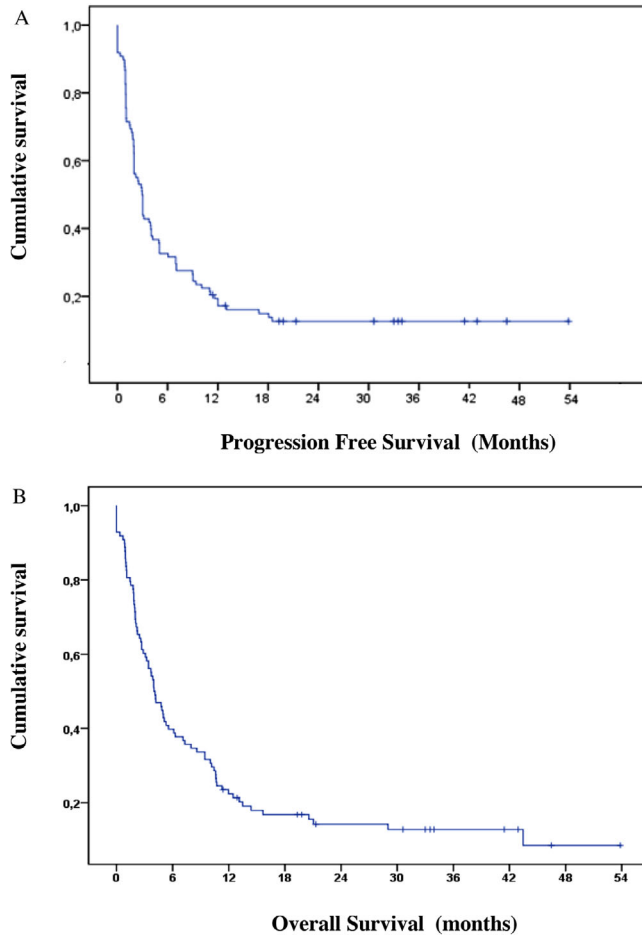 A
1,0
0,8
0,6
0,4
0,2
Cumulative survival
0 6 12 18 24 30 36 42 48 54
Progression Free Survival (Months)
B
1,0
0,8
0,6
0,4
0,2
Cumulative survival
0 6 12 18 24 30 36 42 48 54
Overall Survival (months)